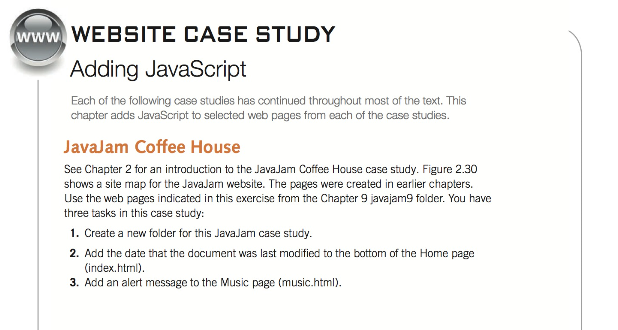 WWW WEBSITE CASE STUDY
Adding JavaScript
Each of the following case studies has continued throughout most of the text. This
chapter adds JavaScript to selected web pages from each of the case studies.
JavaJam Coffee House
See Chapter 2 for an introduction to the JavaJam Coffee House case study. Figure 2.30
shows a site map for the JavaJam website. The pages were created in earlier chapters.
Use the web pages indicated in this exercise from the Chapter 9 javajam9 folder. You have
three tasks in this case study:
1. Create a new folder for this JavaJam case study.
2. Add the date that the document was last modified to the bottom of the Home page
(index.html).
3. Add an alert message to the Music page (music.html).